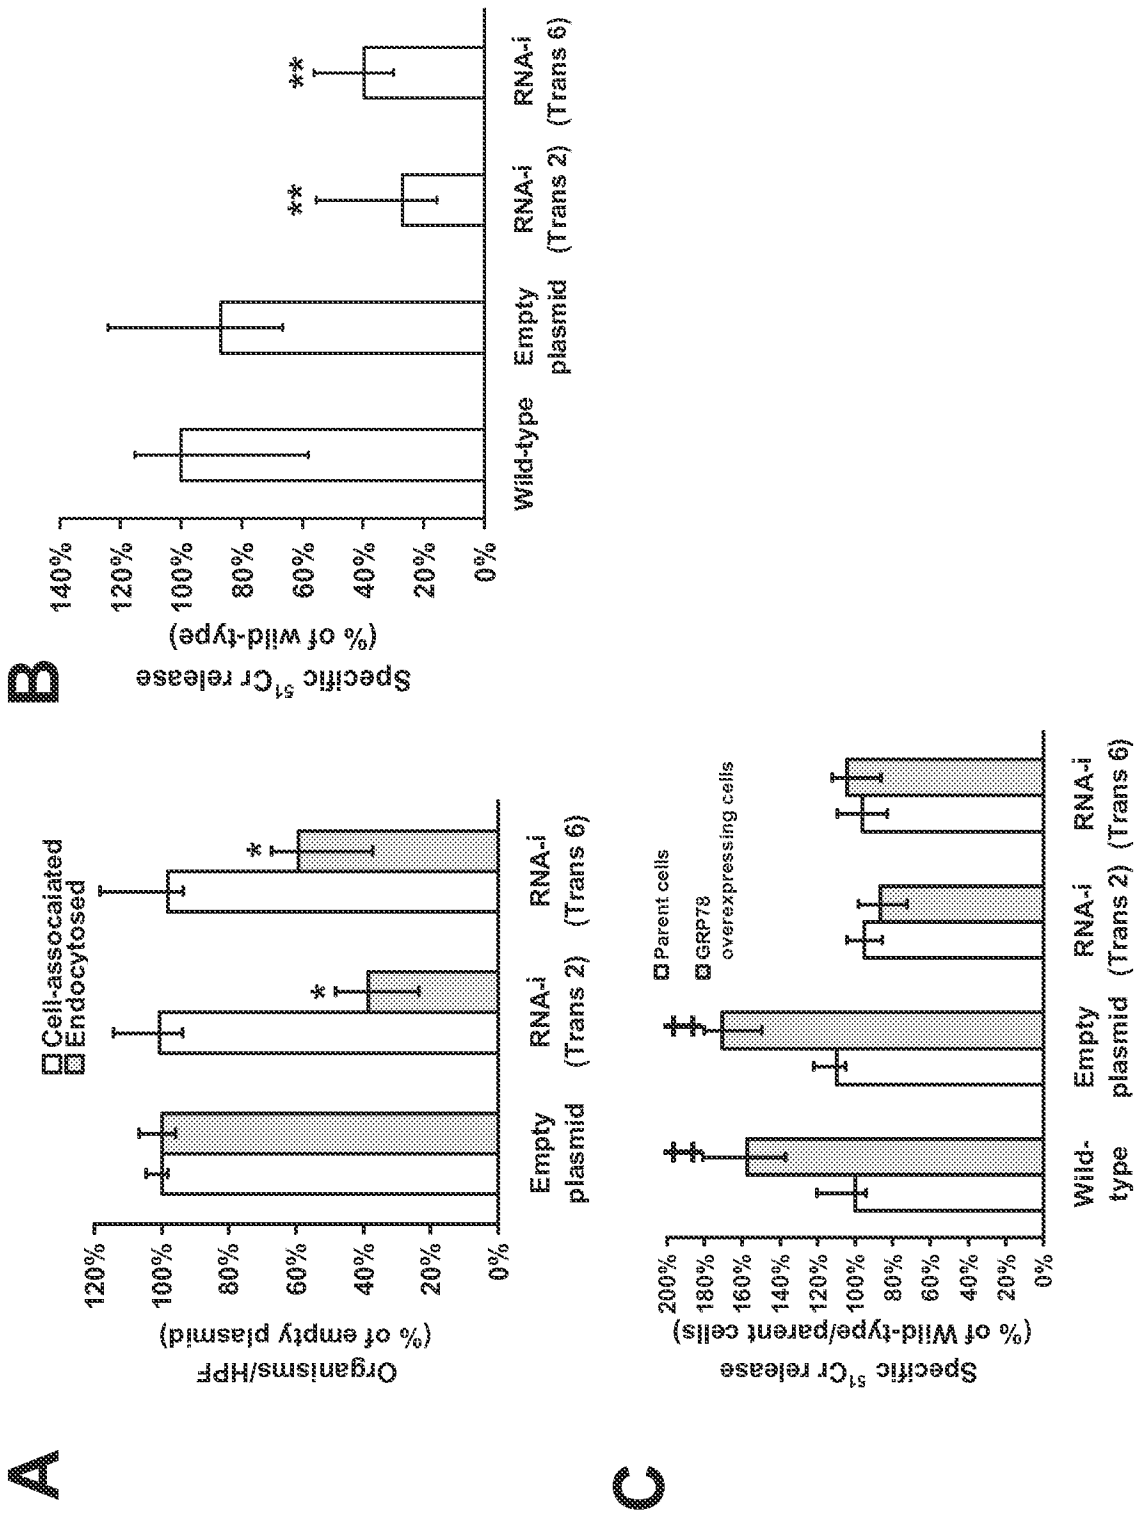 A
Organisms/HPF
(% of empty plasmid)
120%
100%
80%
60%
40%
20%
0%
Cell-assocaiated
Endocytosed
*
*
Empty
plasmid
RNA-i
(Trans 2)
RNA-i
(Trans 6)
B
Specific ⁵¹Cr release
(% of wild-type)
140%
120%
100%
80%
60%
40%
20%
0%
**
**
Wild-type
Empty
plasmid
RNA-i
(Trans 2)
RNA-i
(Trans 6)
C
Specific ⁵¹Cr release
(% of Wild-type/parent cells)
200%
180%
160%
140%
120%
100%
80%
60%
40%
20%
0%
Parent cells
GRP78
overexpressing cells
‡
‡
Wild-
type
Empty
plasmid
RNA-i
(Trans 2)
RNA-i
(Trans 6)